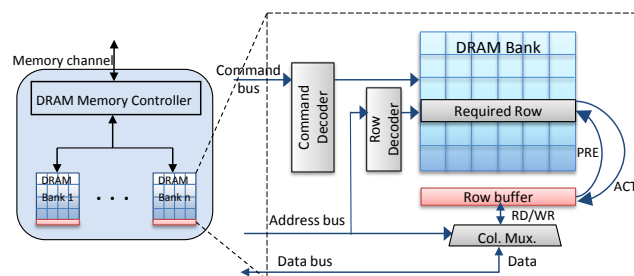 Memory channel
DRAM Memory Controller
DRAM
Bank 1
. . .
DRAM
Bank n
Command
bus
Command
Decoder
Row
Decoder
DRAM Bank
Required Row
PRE
ACT
Row buffer
RD/WR
Address bus
Col. Mux.
Data bus
Data